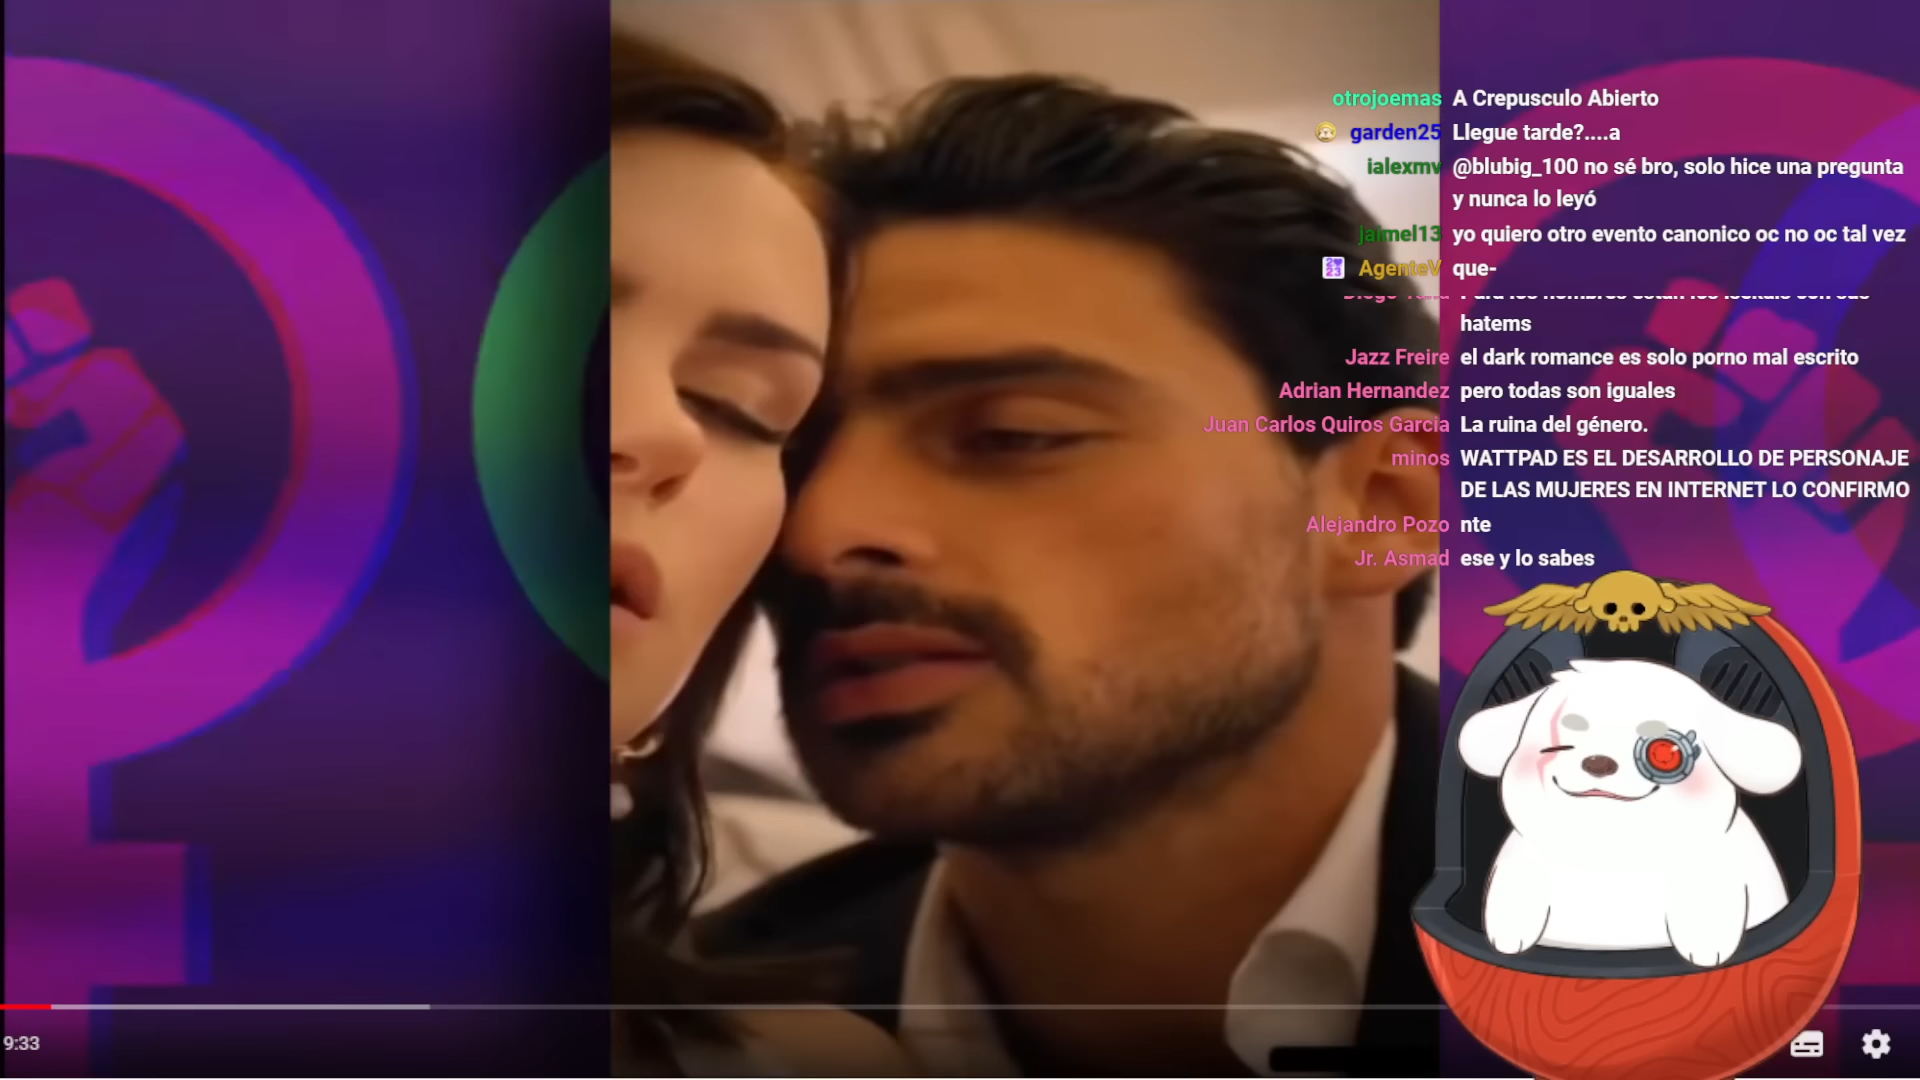 otrojoemas A Crepusculo Abierto
garden25 Llegue tarde?....a
ialexmv @blubig_100 no sé bro, solo hice una pregunta
y nunca lo leyó
jaimel13 yo quiero otro evento canonico oc no oc tal vez
AgenteV que-
hatems
Jazz Freire el dark romance es solo porno mal escrito
Adrian Hernandez pero todas son iguales
Juan Carlos Quiros Garcia La ruina del género.
minos WATTPAD ES EL DESARROLLO DE PERSONAJE
DE LAS MUJERES EN INTERNET LO CONFIRMO
Alejandro Pozo nte
Jr. Asmad ese y lo sabes
9:33